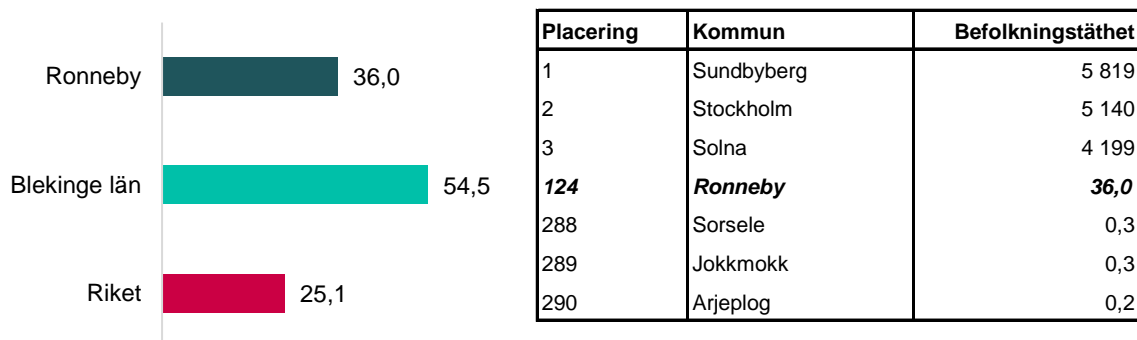 Ronneby 36,0
Blekinge län 54,5
Riket 25,1
Placering Kommun Befolkningstäthet
1 Sundbyberg 5 819
2 Stockholm 5 140
3 Solna 4 199
124 Ronneby 36,0
288 Sorsele 0,3
289 Jokkmokk 0,3
290 Arjeplog 0,2